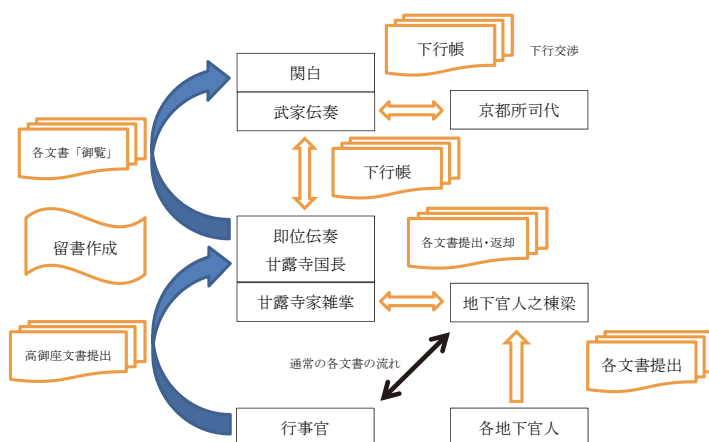 下行帳
下行交渉
関白
武家伝奏
京都所司代
各文書「御覧」
下行帳
留書作成
即位伝奏
甘露寺国長
各文書提出・返却
甘露寺家雑掌
地下官人之棟梁
高御座文書提出
通常の各文書の流れ
各文書提出
行事官
各地下官人